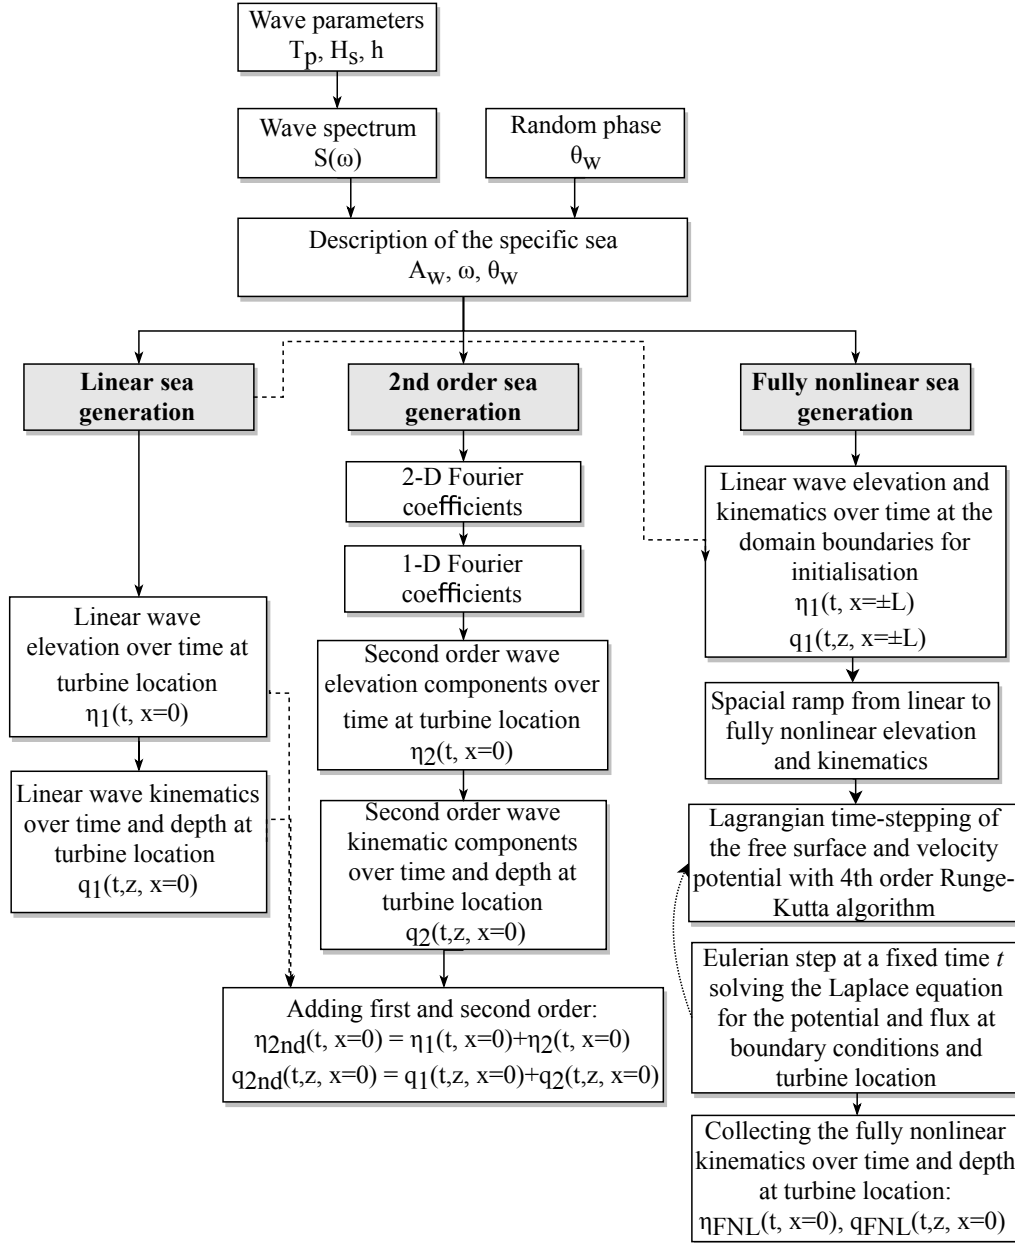 Wave parameters
Tp, Hs, h
Wave spectrum
S(ω)
Random phase
θw
Description of the specific sea
Aw, ω, θw
Linear sea
generation
2nd order sea
generation
Fully nonlinear sea
generation
Linear wave
elevation over time at
turbine location
η1(t, x=0)
Linear wave kinematics
over time and depth at
turbine location
q1(t,z, x=0)
2-D Fourier
coefficients
1-D Fourier
coefficients
Second order wave
elevation components over
time at turbine location
η2(t, x=0)
Second order wave
kinematic components
over time and depth at
turbine location
q2(t,z, x=0)
Adding first and second order:
η2nd(t, x=0) = η1(t, x=0)+η2(t, x=0)
q2nd(t,z, x=0) = q1(t,z, x=0)+q2(t,z, x=0)
Linear wave elevation and
kinematics over time at the
domain boundaries for
initialisation
η1(t, x=±L)
q1(t,z, x=±L)
Spacial ramp from linear to
fully nonlinear elevation
and kinematics
Lagrangian time-stepping of
the free surface and velocity
potential with 4th order Runge-
Kutta algorithm
Eulerian step at a fixed time t
solving the Laplace equation
for the potential and flux at
boundary conditions and
turbine location
Collecting the fully nonlinear
kinematics over time and depth
at turbine location:
ηFNL(t, x=0), qFNL(t,z, x=0)